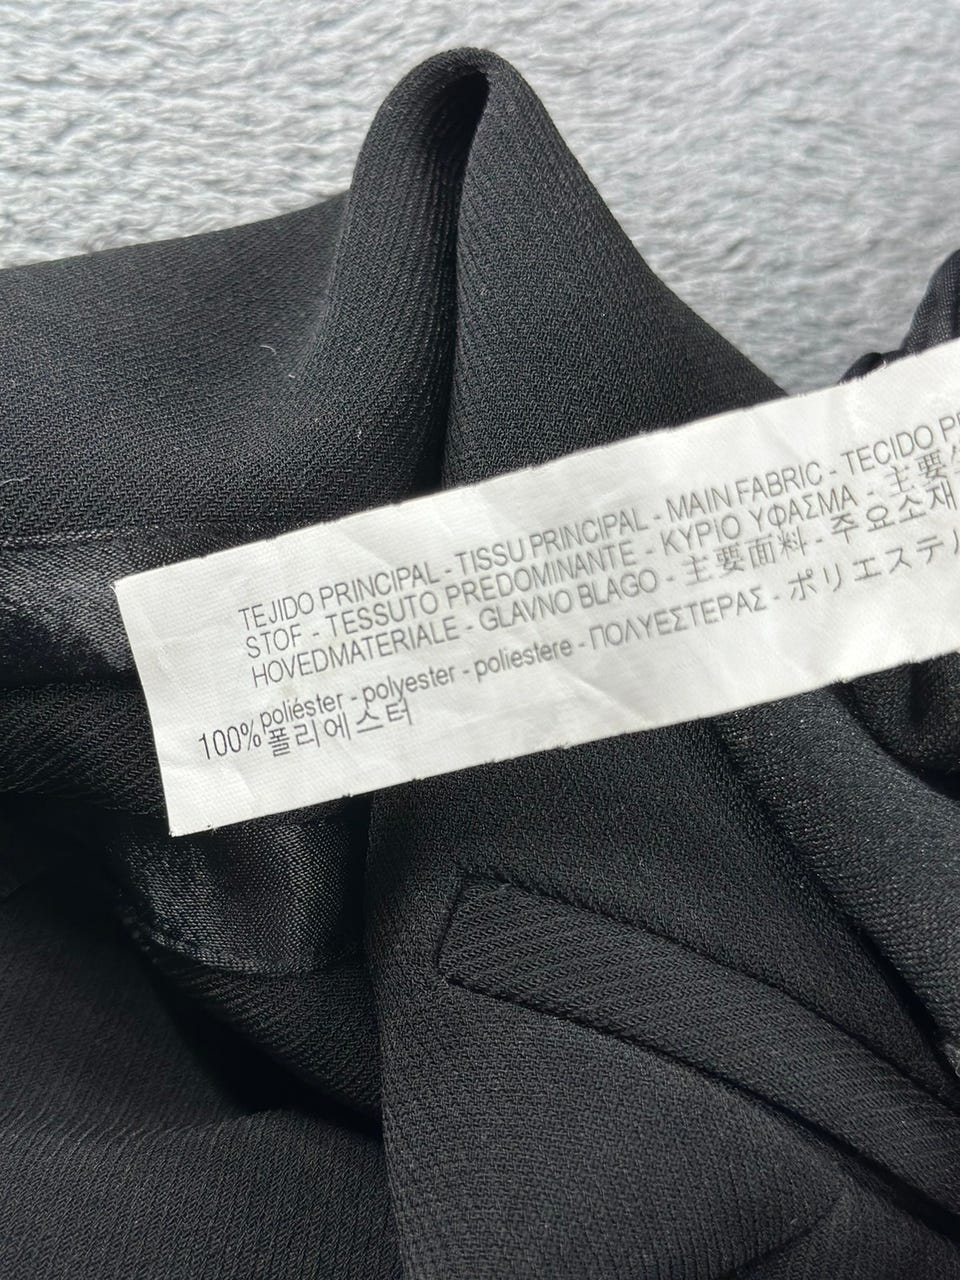 TEJIDO PRINCIPAL - TISSU PRINCIPAL - MAIN FABRIC - TECIDO
STOF - TESSUTO PREDOMINANTE - ΚΥΡΙΟ ΥΦΑΣΜΑ - 主要
HOVEDMATERIALE - GLAVNO BLAGO - 主要面料 - 주요소재
poliéster - polyester - poliestere - ΠΟΛΥΕΣΤΕΡΑΣ - ポリエステル
100% 폴리에스터